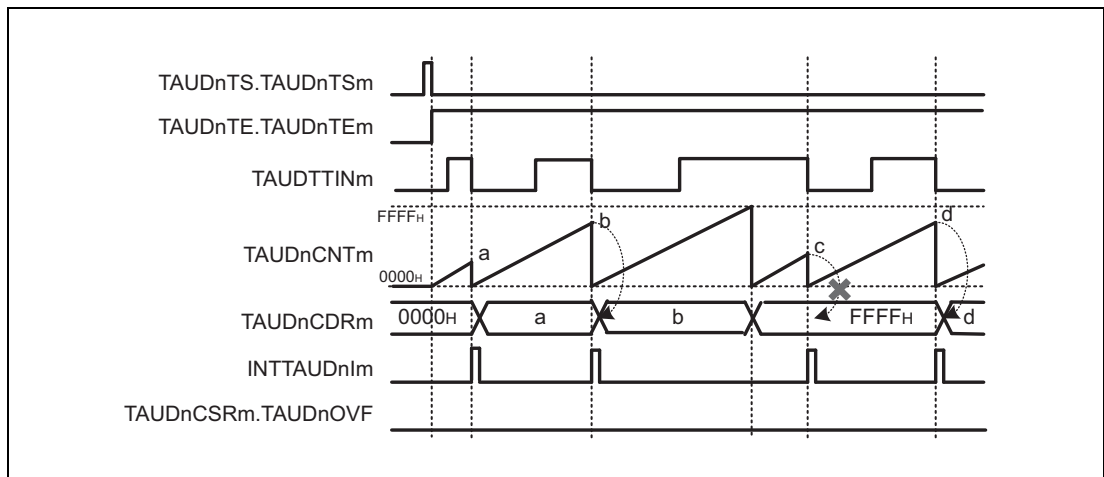 TAUDnTS.TAUDnTSm
TAUDnTE.TAUDnTEm
TAUDTTINm
FFFFH
b
d
TAUDnCNTm
a
c
0000H
TAUDnCDRm
0000H
a
b
FFFFH
d
INTTAUDnIm
TAUDnCSRm.TAUDnOVF